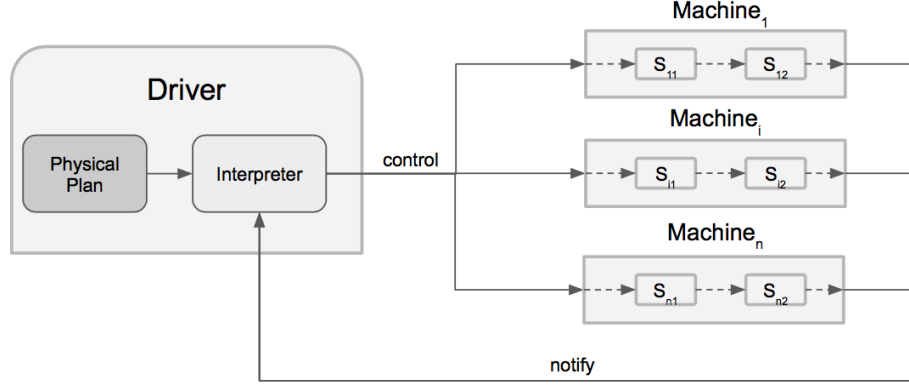 Machine₁
S₁₁ S₁₂
Driver
Machineᵢ
Physical
Plan
Interpreter
control
Sᵢ₁ Sᵢ₂
Machineₙ
Sₙ₁ Sₙ₂
notify